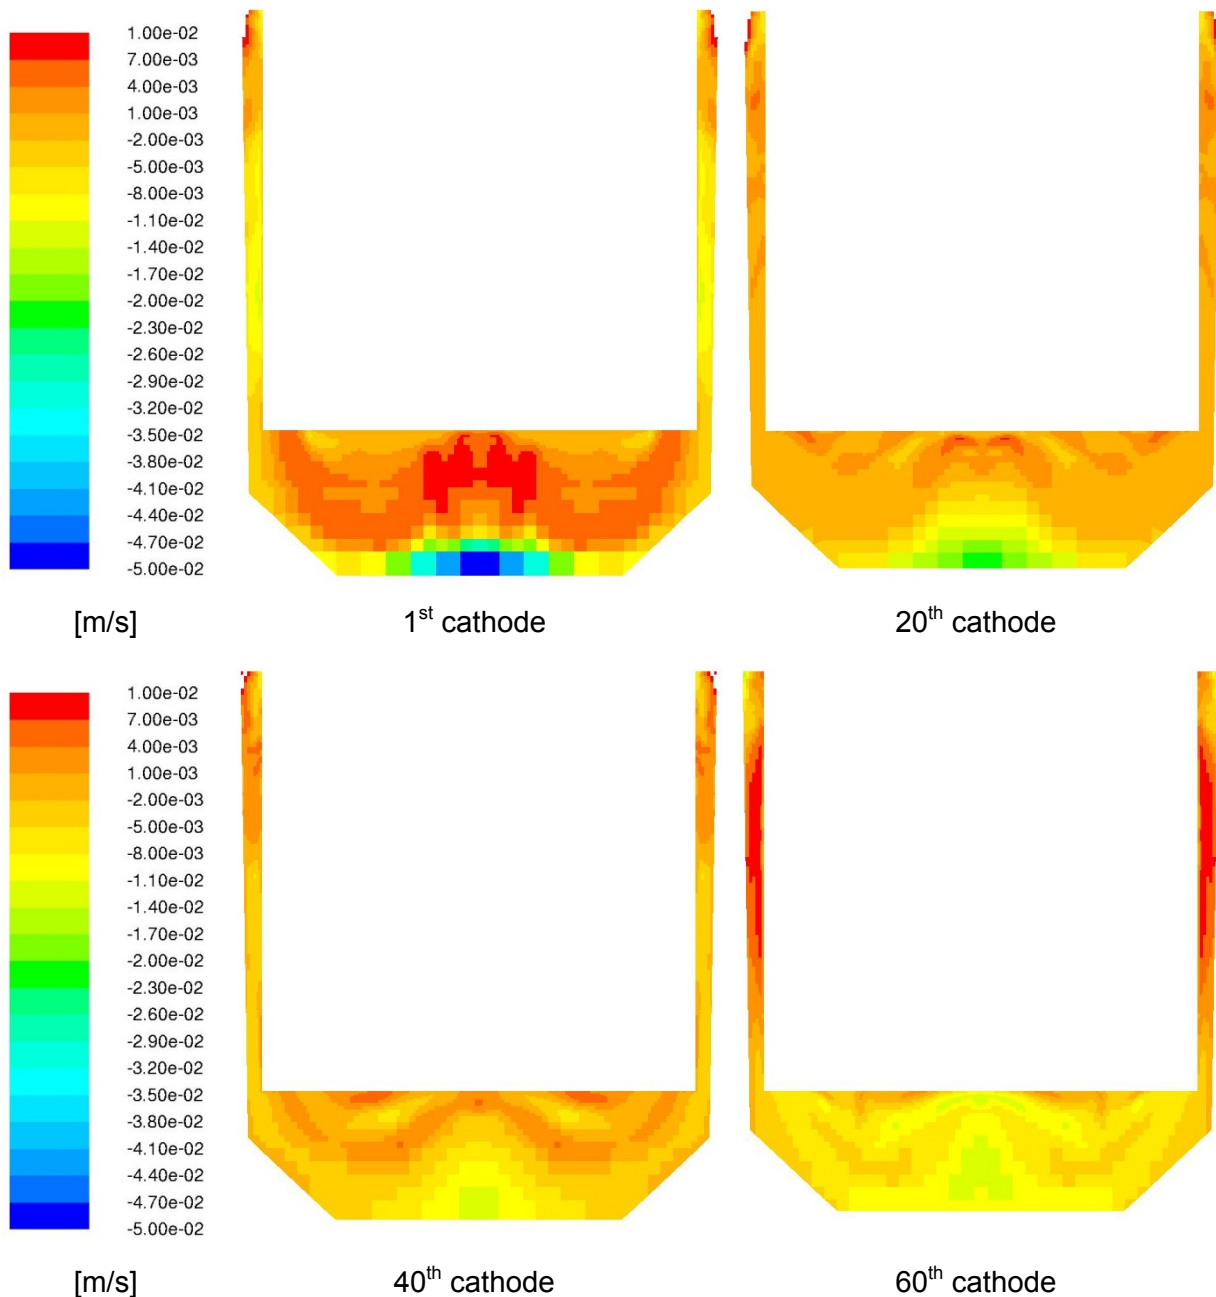 1.00e-02
7.00e-03
4.00e-03
1.00e-03
-2.00e-03
-5.00e-03
-8.00e-03
-1.10e-02
-1.40e-02
-1.70e-02
-2.00e-02
-2.30e-02
-2.60e-02
-2.90e-02
-3.20e-02
-3.50e-02
-3.80e-02
-4.10e-02
-4.40e-02
-4.70e-02
-5.00e-02
[m/s] 1st cathode 20th cathode
1.00e-02
7.00e-03
4.00e-03
1.00e-03
-2.00e-03
-5.00e-03
-8.00e-03
-1.10e-02
-1.40e-02
-1.70e-02
-2.00e-02
-2.30e-02
-2.60e-02
-2.90e-02
-3.20e-02
-3.50e-02
-3.80e-02
-4.10e-02
-4.40e-02
-4.70e-02
-5.00e-02
[m/s] 40th cathode 60th cathode